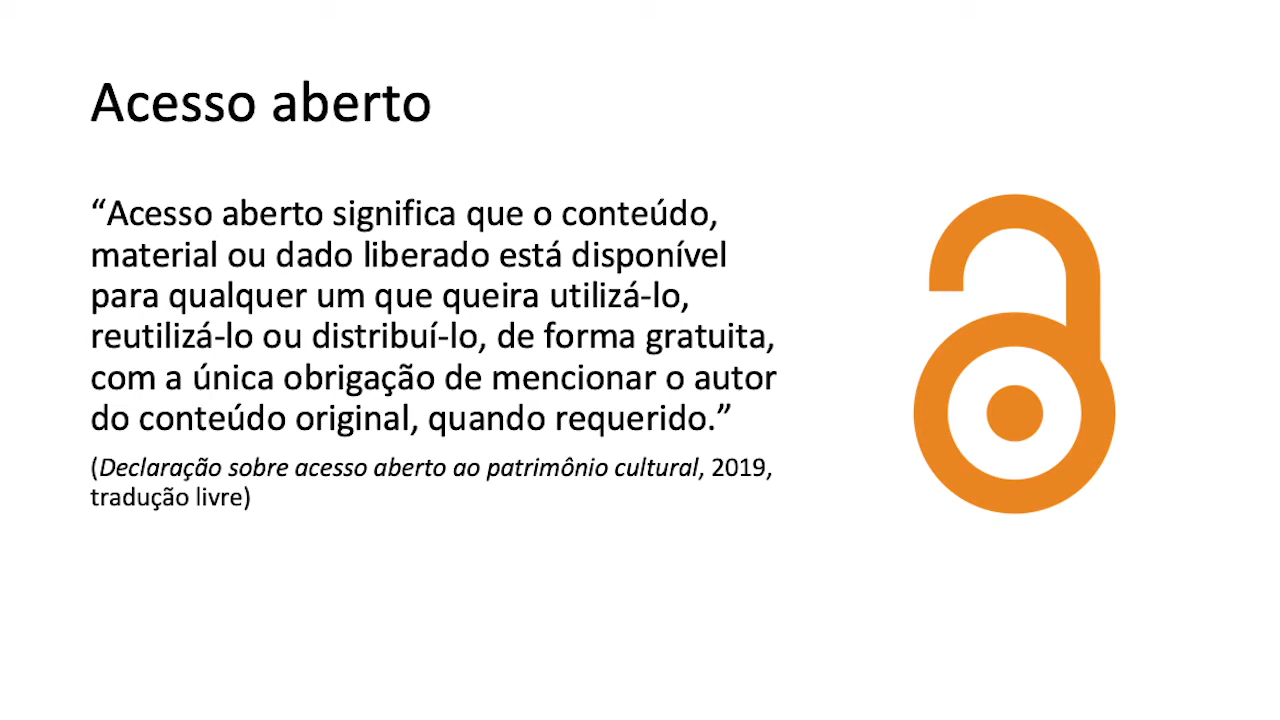 Acesso aberto
“Acesso aberto significa que o conteúdo,
material ou dado liberado está disponível
para qualquer um que queira utilizá-lo,
reutilizá-lo ou distribuí-lo, de forma gratuita,
com a única obrigação de mencionar o autor
do conteúdo original, quando requerido.”
(Declaração sobre acesso aberto ao patrimônio cultural, 2019,
tradução livre)